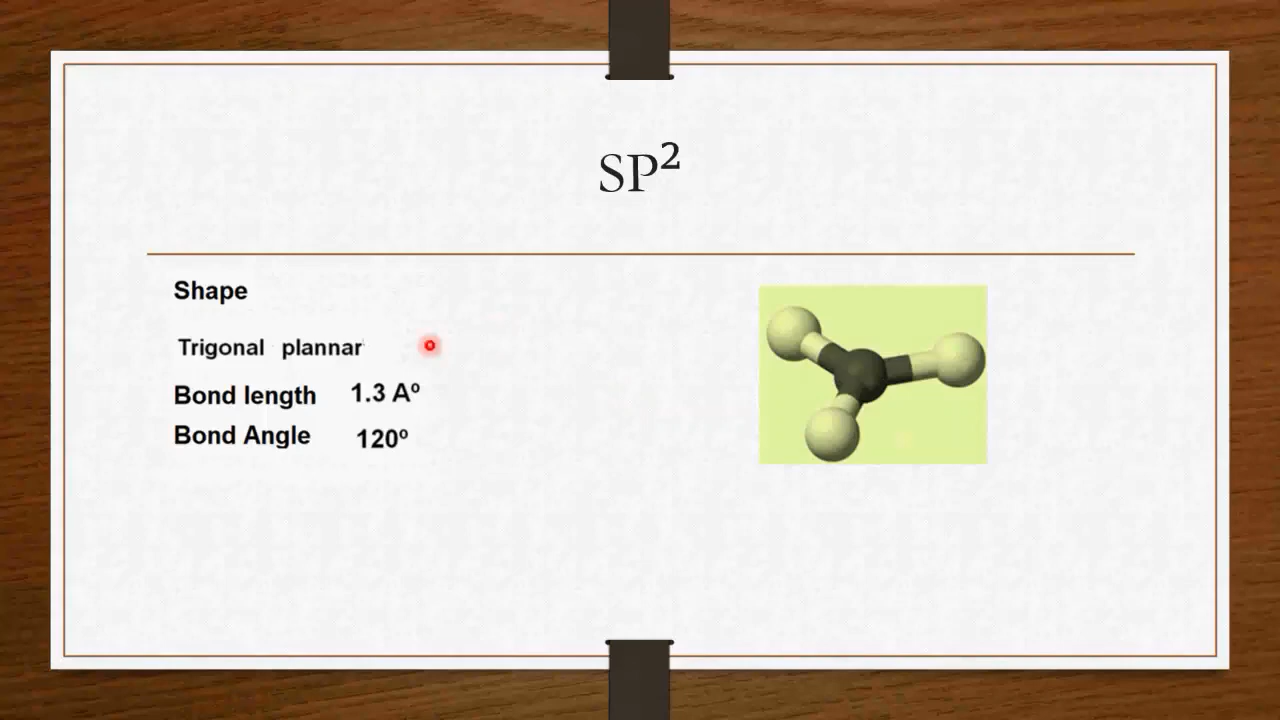 SP²
Shape
Trigonal plannar
Bond length 1.3 Aº
Bond Angle 120º